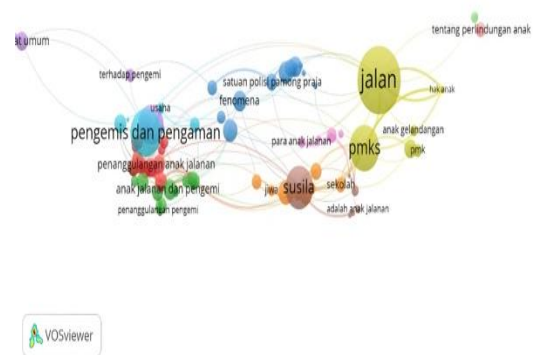 at umum
tentang perlindungan anak
terhadap pengemi
satuan polisi pamong praja
jalan
hak anak
fenomena
usaha
pengemis dan pengaman
para anak jalanan
pmks
anak gelandangan
pmk
penanggulangan anak jalanan
anak jalanan dan pengemi
jiwa
susila
sekolah
penanggulangan pengemi
adalah anak jalanan
VOSviewer